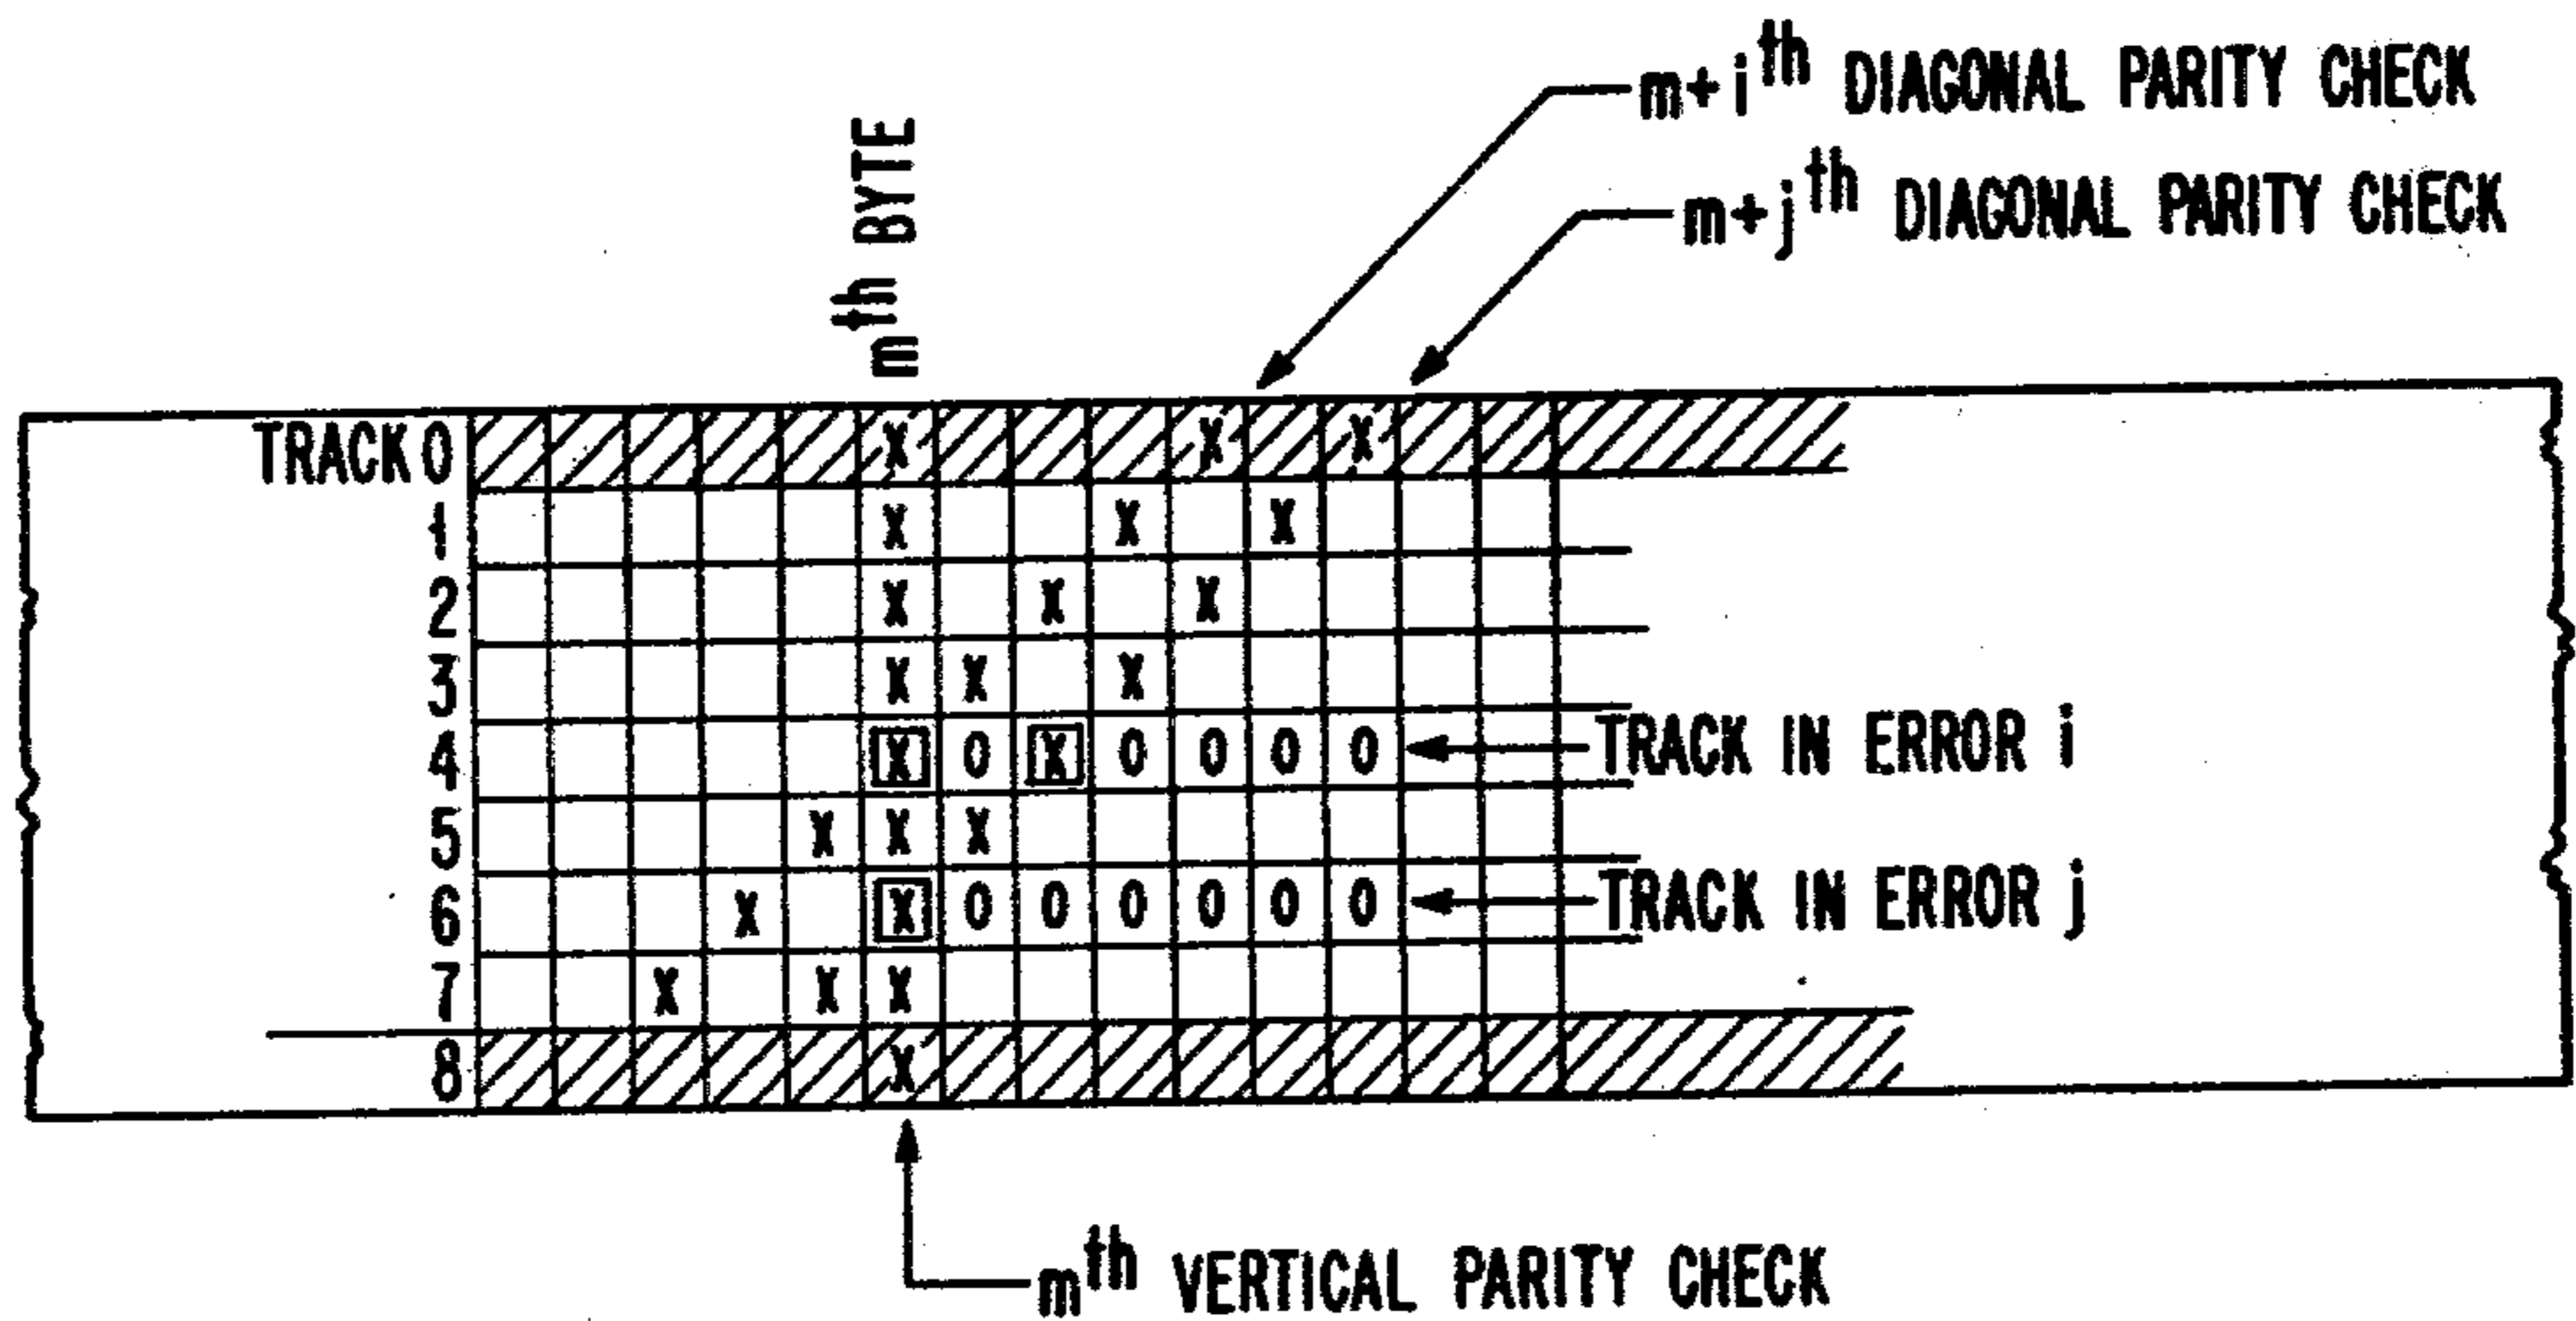 m+i^th DIAGONAL PARITY CHECK
m+j^th DIAGONAL PARITY CHECK
m^th BYTE
TRACK 0 X X X
1 X X X
2 X X X
3 X X X
4 X 0 X 0 0 0 0 TRACK IN ERROR i
5 X X X
6 X X 0 0 0 0 0 0 TRACK IN ERROR j
7 X X X
8 X
m^th VERTICAL PARITY CHECK